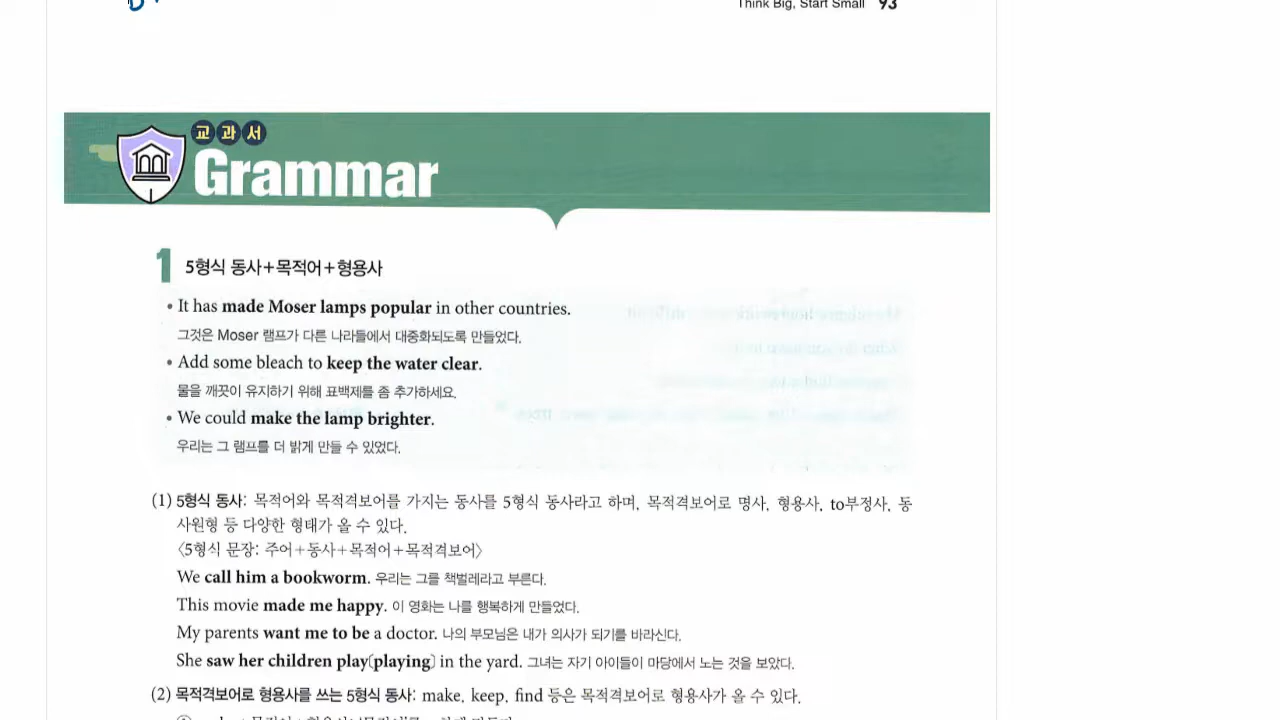 Think Big, Start Small 93
교과서
Grammar
1 5형식 동사+목적어+형용사
• It has made Moser lamps popular in other countries.
그것은 Moser 램프가 다른 나라들에서 대중화되도록 만들었다.
• Add some bleach to keep the water clear.
물을 깨끗이 유지하기 위해 표백제를 좀 추가하세요.
• We could make the lamp brighter.
우리는 그 램프를 더 밝게 만들 수 있었다.
(1) 5형식 동사: 목적어와 목적격보어를 가지는 동사를 5형식 동사라고 하며, 목적격보어로 명사, 형용사, to부정사, 동
사원형 등 다양한 형태가 올 수 있다.
〈5형식 문장: 주어+동사+목적어+목적격보어〉
We call him a bookworm. 우리는 그를 책벌레라고 부른다.
This movie made me happy. 이 영화는 나를 행복하게 만들었다.
My parents want me to be a doctor. 나의 부모님은 내가 의사가 되기를 바라신다.
She saw her children play[playing] in the yard. 그녀는 자기 아이들이 마당에서 노는 것을 보았다.
(2) 목적격보어로 형용사를 쓰는 5형식 동사: make, keep, find 등은 목적격보어로 형용사가 올 수 있다.